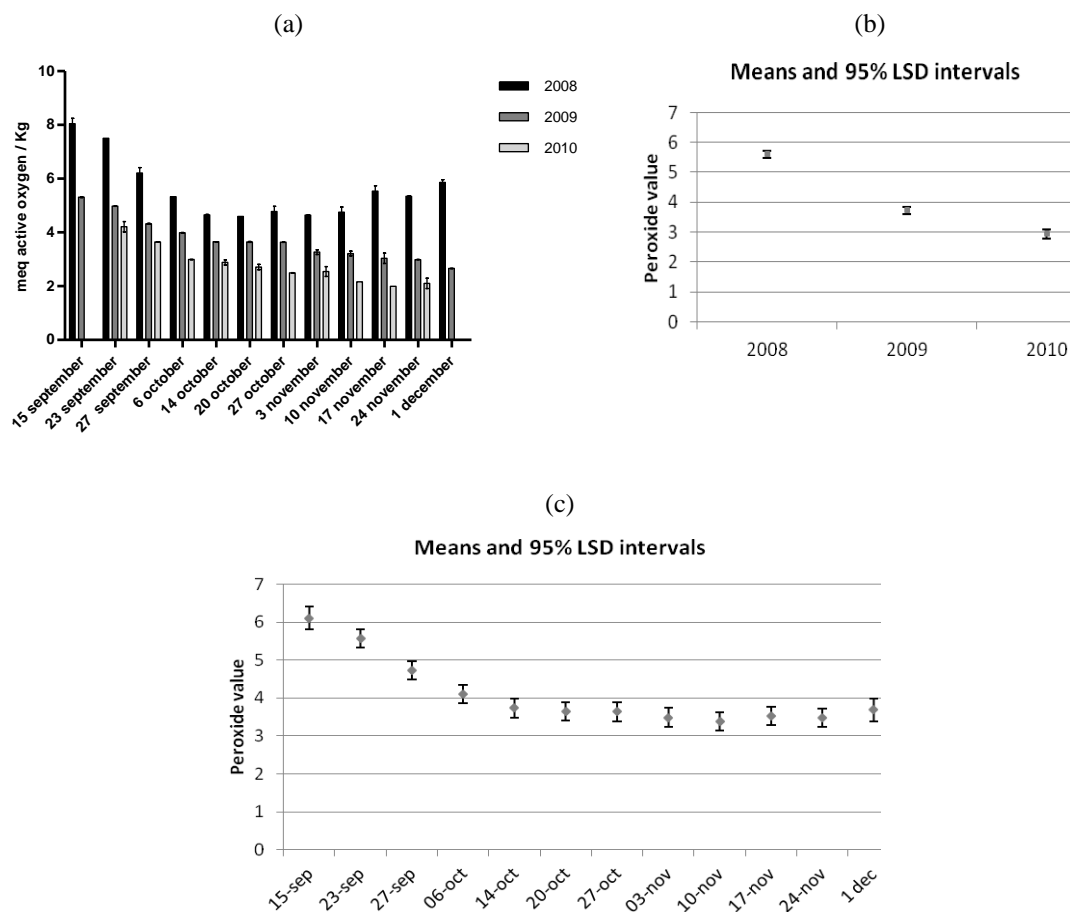 (a)
10
8
6
4
2
0
meq active oxygen / Kg
15 september
23 september
27 september
6 october
14 october
20 october
27 october
3 november
10 november
17 november
24 november
1 december
2008
2009
2010
(b)
Means and 95% LSD intervals
7
6
5
4
3
2
1
0
Peroxide value
2008
2009
2010
(c)
Means and 95% LSD intervals
7
6
5
4
3
2
1
0
Peroxide value
15-sep
23-sep
27-sep
06-oct
14-oct
20-oct
27-oct
03-nov
10-nov
17-nov
24-nov
1 dec